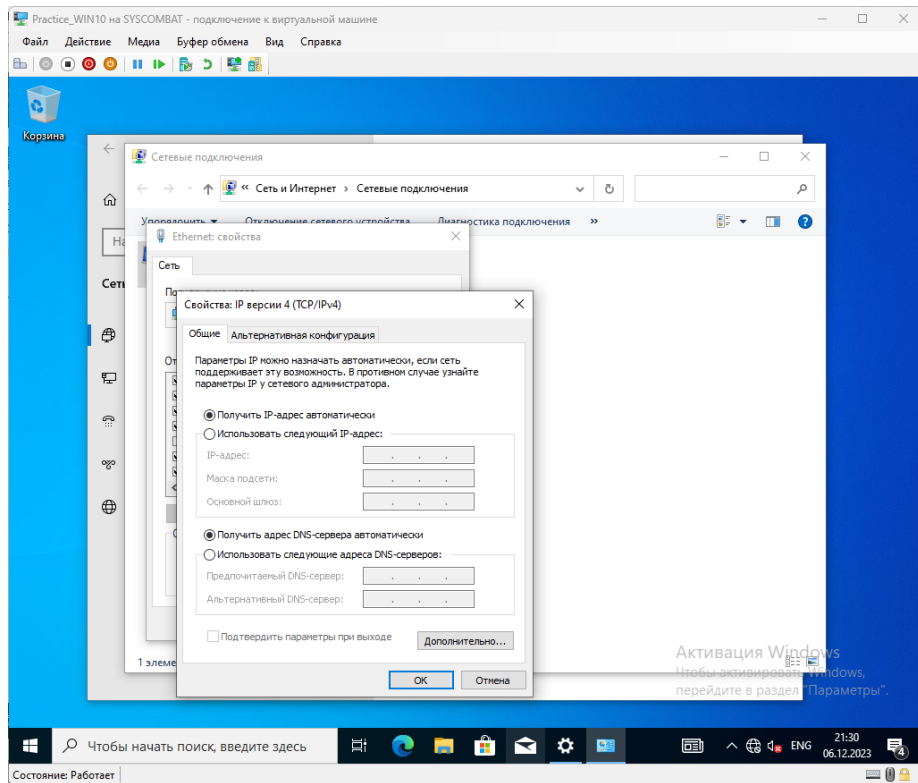 Practice_WIN10 на SYSCOMBAT - подключение к виртуальной машине
Файл Действие Медиа Буфер обмена Вид Справка
Корзина
Сетевые подключения
« Сеть и Интернет › Сетевые подключения
Упорядочить Отключение сетевого устройства Диагностика подключения »
Ethernet: свойства
Сеть
Свойства: IP версии 4 (TCP/IPv4)
Общие Альтернативная конфигурация
Параметры IP можно назначать автоматически, если сеть
поддерживает эту возможность. В противном случае узнайте
параметры IP у сетевого администратора.
Получить IP-адрес автоматически
Использовать следующий IP-адрес:
IP-адрес:
Маска подсети:
Основной шлюз:
Получить адрес DNS-сервера автоматически
Использовать следующие адреса DNS-серверов:
Предпочитаемый DNS-сервер:
Альтернативный DNS-сервер:
Подтвердить параметры при выходе
Дополнительно...
ОК Отмена
1 элеме
Активация Windows
Чтобы активировать Windows,
перейдите в раздел "Параметры".
Чтобы начать поиск, введите здесь
ENG
21:30
06.12.2023
4
Состояние: Работает